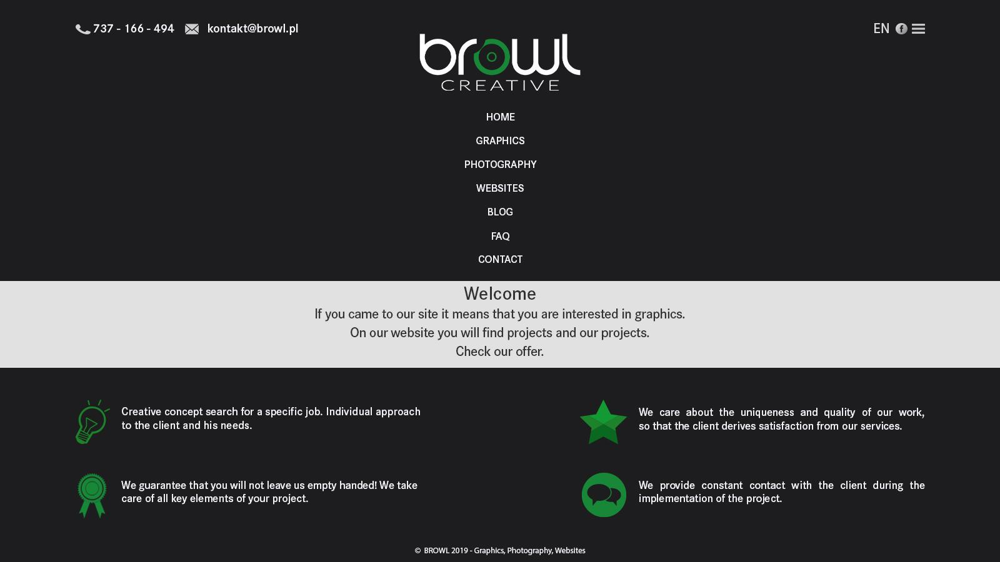 737 - 166 - 494 kontakt@browl.pl
EN
browl
CREATIVE
HOME
GRAPHICS
PHOTOGRAPHY
WEBSITES
BLOG
FAQ
CONTACT
Welcome
If you came to our site it means that you are interested in graphics.
On our website you will find projects and our projects.
Check our offer.
Creative concept search for a specific job. Individual approach
to the client and his needs.
We care about the uniqueness and quality of our work,
so that the client derives satisfaction from our services.
We guarantee that you will not leave us empty handed! We take
care of all key elements of your project.
We provide constant contact with the client during the
implementation of the project.
© BROWL 2019 - Graphics, Photography, Websites